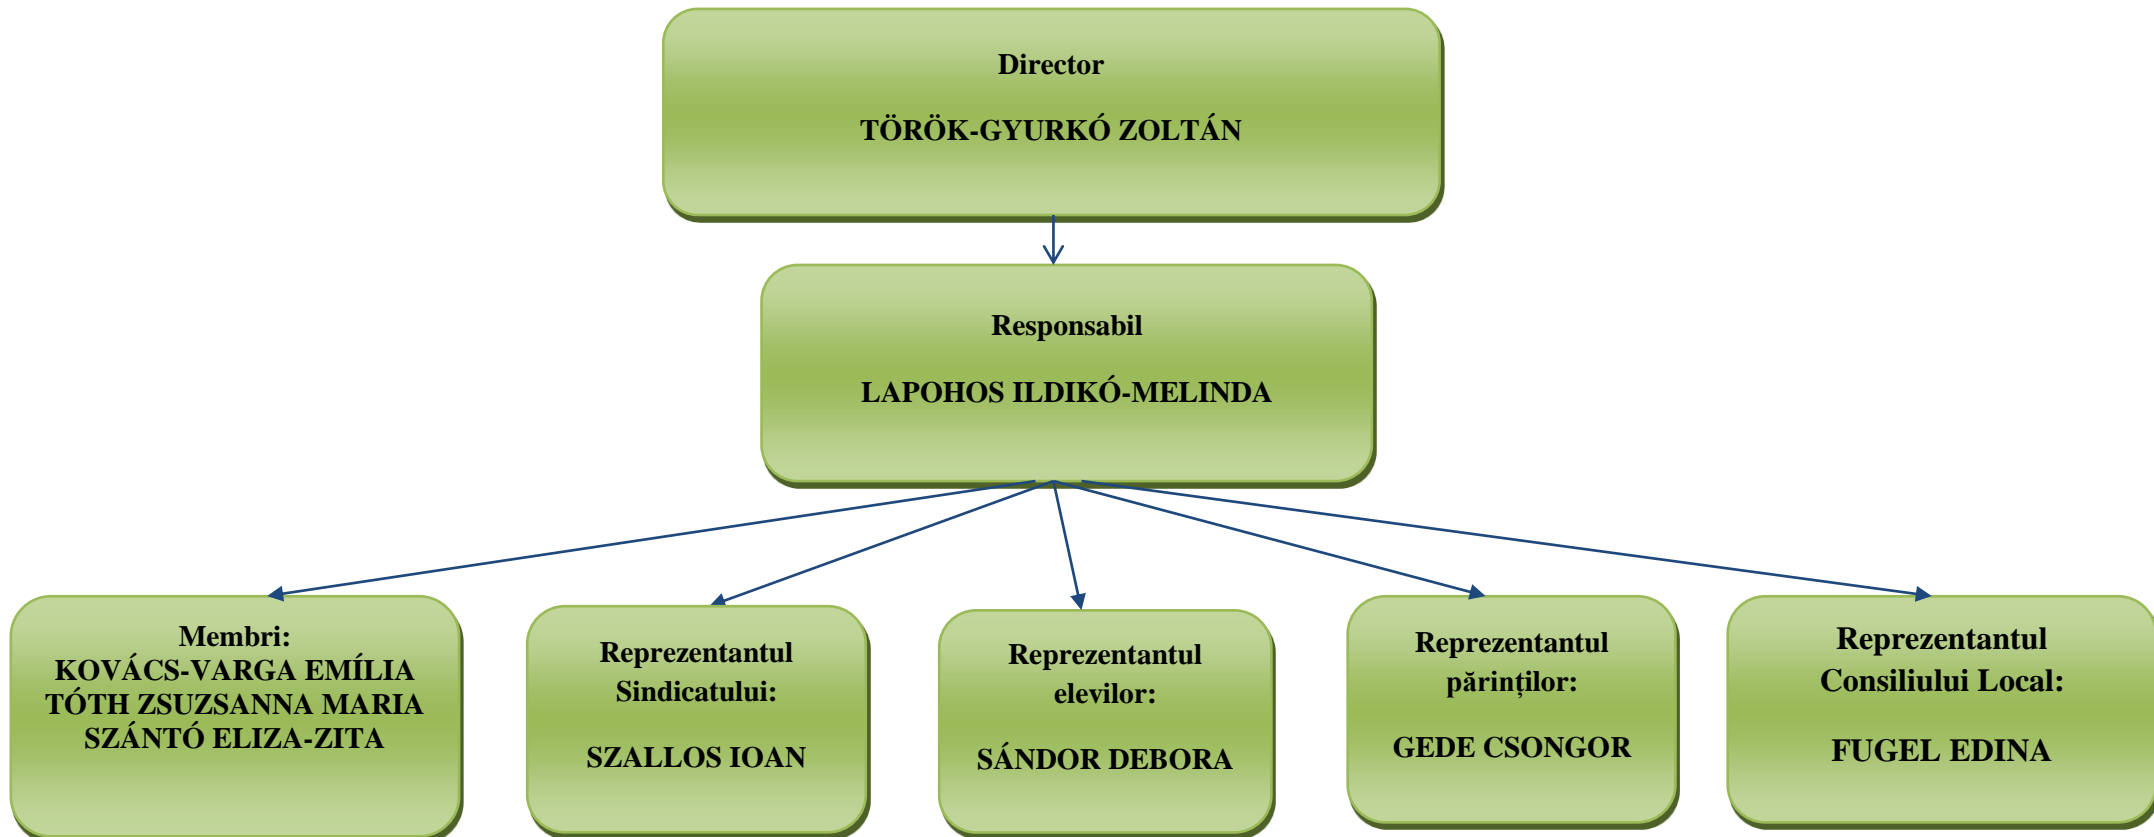 Director
TÖRÖK-GYURKÓ ZOLTÁN
Responsabil
LAPOHOS ILDIKÓ-MELINDA
Membri:
KOVÁCS-VARGA EMÍLIA
TÓTH ZSUZSANNA MARIA
SZÁNTÓ ELIZA-ZITA
Reprezentantul
Sindicatului:
SZALLOS IOAN
Reprezentantul
elevilor:
SÁNDOR DEBORA
Reprezentantul
părinților:
GEDE CSONGOR
Reprezentantul
Consiliului Local:
FUGEL EDINA